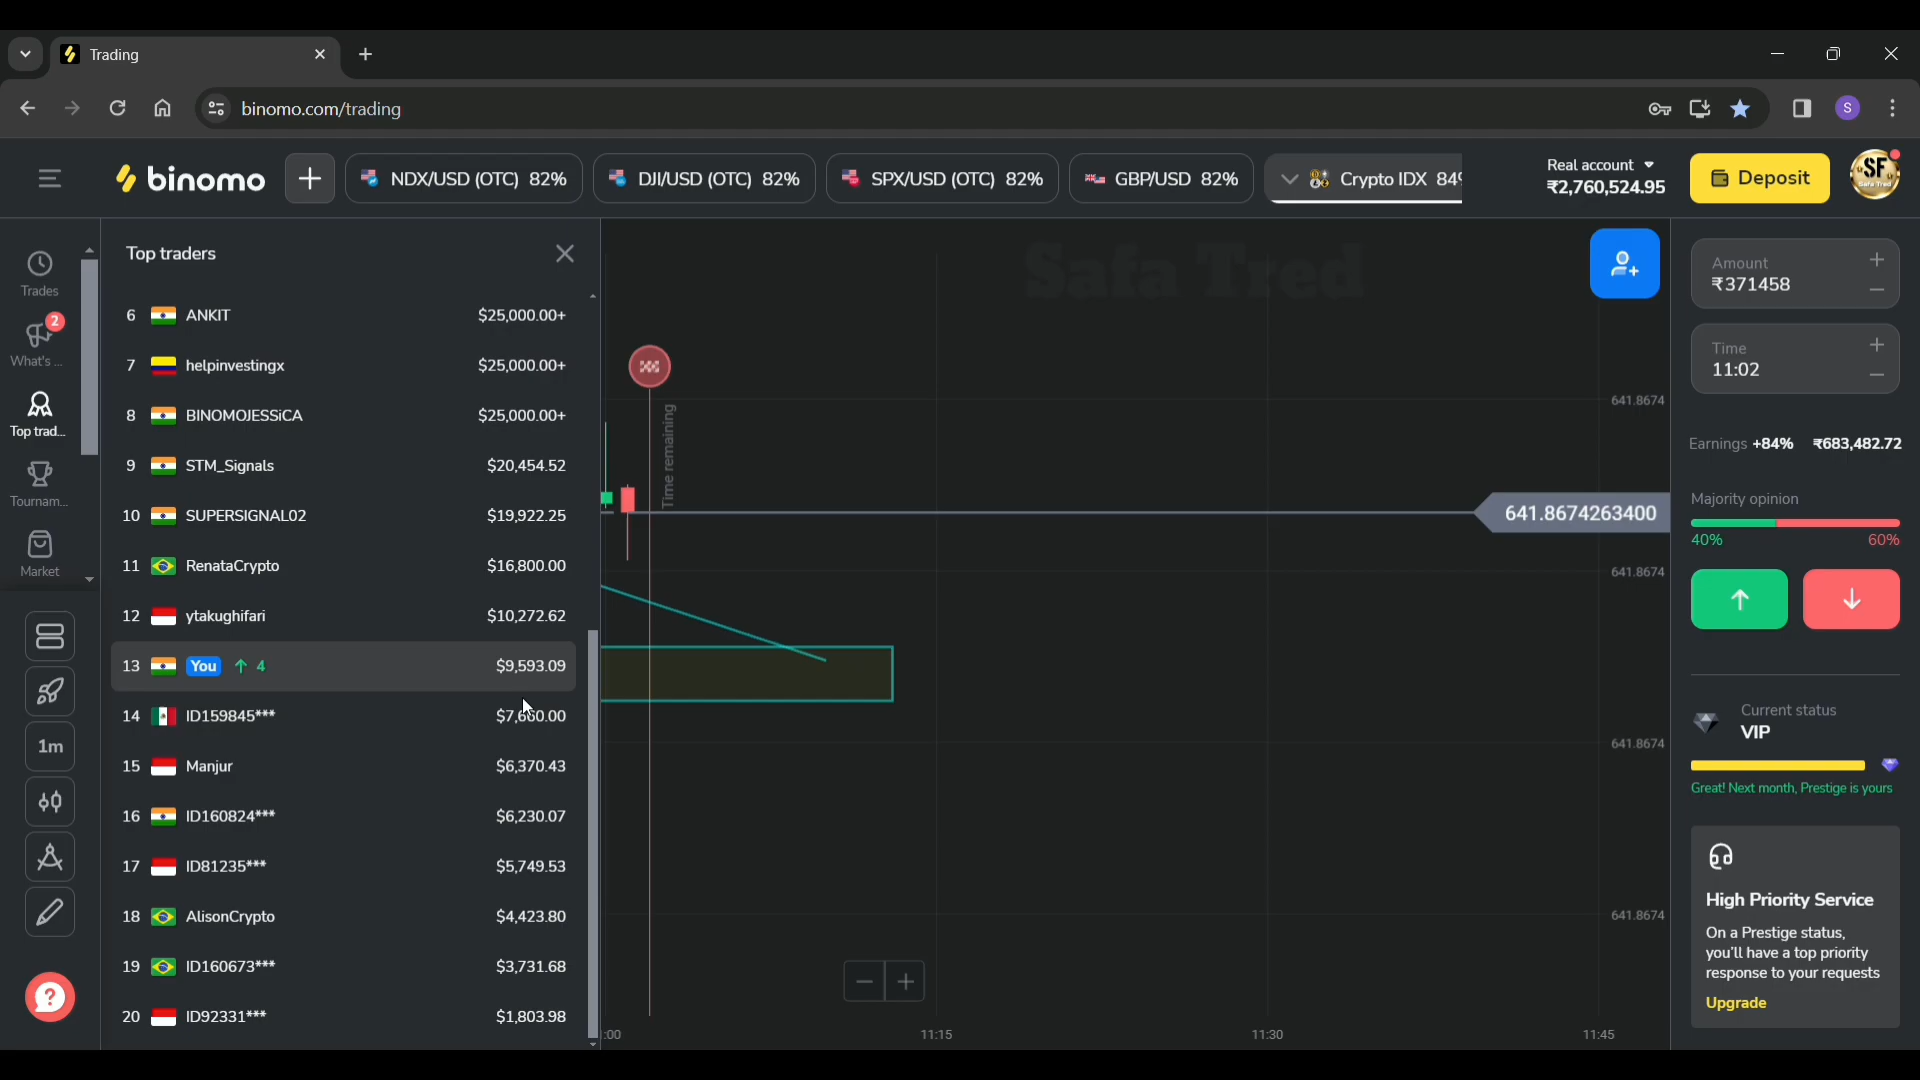 Trading
binomo.com/trading
S
binomo
NDX/USD (OTC) 82%
DJI/USD (OTC) 82%
SPX/USD (OTC) 82%
GBP/USD 82%
Crypto IDX 84%
Real account
₹2,760,524.95
Deposit
SF
Safa Tred
Trades
2
What's ...
Top trad...
Tournam...
Market
1m
Top traders
6 ANKIT $25,000.00+
7 helpinvestingx $25,000.00+
8 BINOMOJESSiCA $25,000.00+
9 STM_Signals $20,454.52
10 SUPERSIGNAL02 $19,922.25
11 RenataCrypto $16,800.00
12 ytakughifari $10,272.62
13 You ↑ 4 $9,593.09
14 ID159845*** $7,660.00
15 Manjur $6,370.43
16 ID160824*** $6,230.07
17 ID81235*** $5,749.53
18 AlisonCrypto $4,423.80
19 ID160673*** $3,731.68
20 ID92331*** $1,803.98
Safa Tred
Time remaining
641.8674
641.8674263400
641.8674
641.8674
641.8674
:00
11:15
11:30
11:45
Amount
₹371458
Time
11:02
Earnings +84% ₹683,482.72
Majority opinion
40% 60%
Current status
VIP
Great! Next month, Prestige is yours
High Priority Service
On a Prestige status,
you'll have a top priority
response to your requests
Upgrade